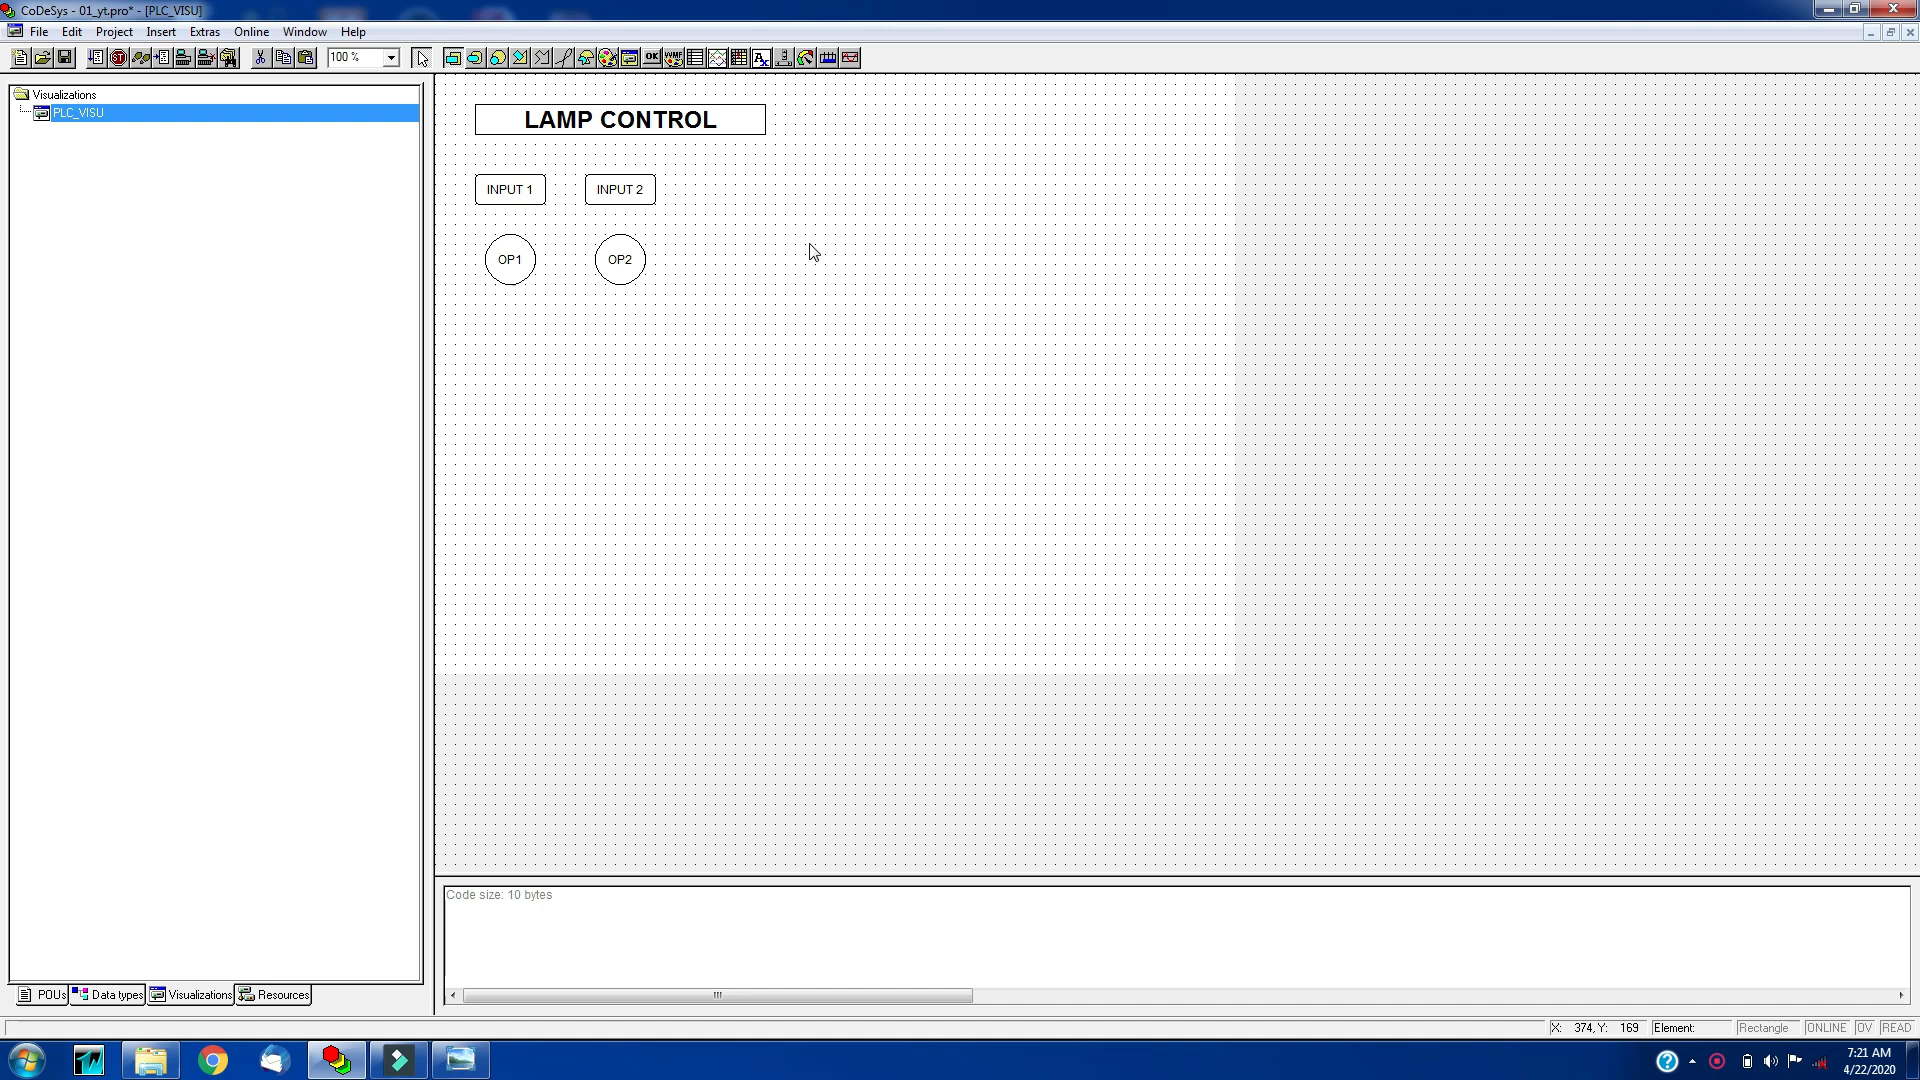 CoDeSys - 01_yt.pro* - [PLC_VISU]
File Edit Project Insert Extras Online Window Help
100 %
OK
Visualizations
PLC_VISU
LAMP CONTROL
INPUT 1 INPUT 2
OP1 OP2
Code size: 10 bytes
POUs Data types Visualizations Resources
X: 374, Y: 169 Element: Rectangle ONLINE OV READ
7:21 AM
4/22/2020